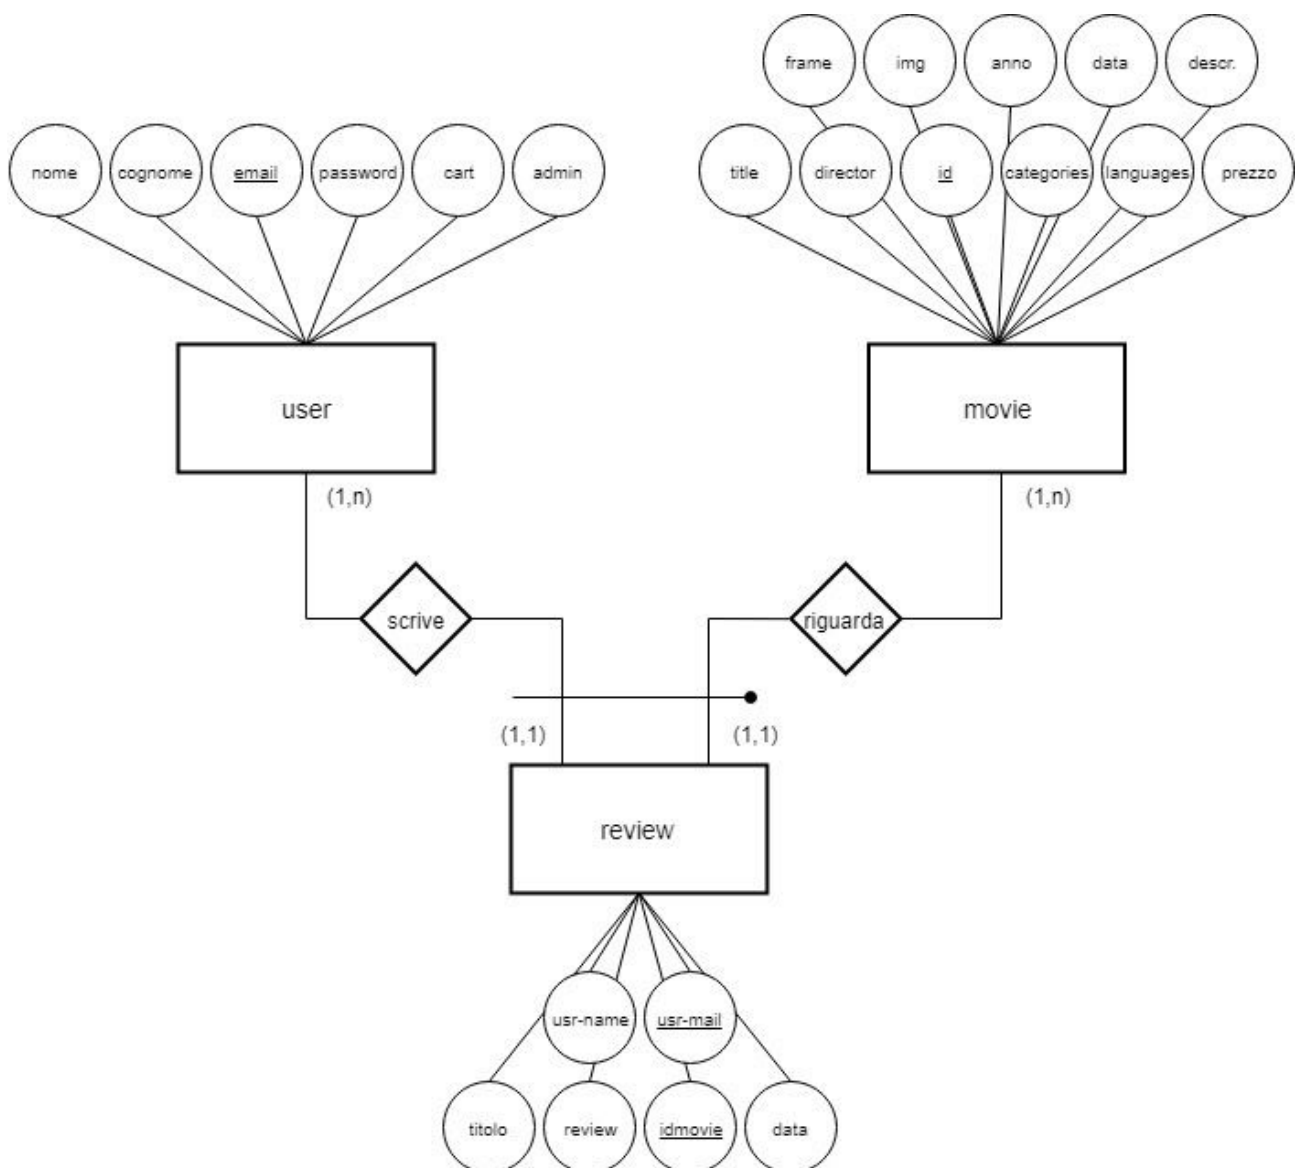 frame img anno data descr.
nome cognome email password cart admin
title director id categories languages prezzo
user
movie
(1,n)
(1,n)
scrive
riguarda
(1,1)
(1,1)
review
usr-name usr-mail
titolo review idmovie data